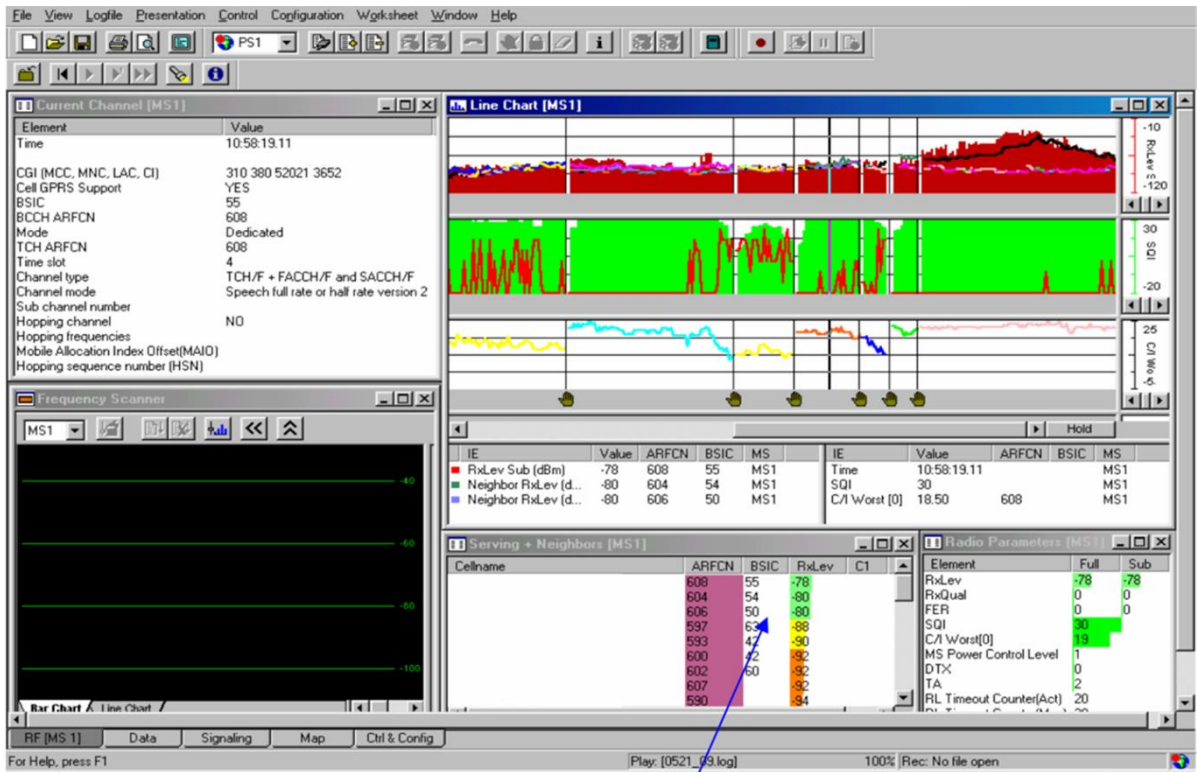 File View Logfile Presentation Control Configuration Worksheet Window Help
PS1
Current Channel [MS1]
Element Value
Time 10:58:19.11
CGI (MCC, MNC, LAC, CI) 310 380 52021 3652
Cell GPRS Support YES
BSIC 55
BCCH ARFCN 608
Mode Dedicated
TCH ARFCN 608
Time slot 4
Channel type TCH/F + FACCH/F and SACCH/F
Channel mode Speech full rate or half rate version 2
Sub channel number
Hopping channel NO
Hopping frequencies
Mobile Allocation Index Offset(MAIO)
Hopping sequence number (HSN)
Line Chart [MS1]
-10
RxLev S
-120
30
SQI
-20
25
C/I Wo
-5
Hold
IE Value ARFCN BSIC MS
RxLev Sub (dBm) -78 608 55 MS1
Neighbor RxLev (d... -80 604 54 MS1
Neighbor RxLev (d... -80 606 50 MS1
IE Value ARFCN BSIC MS
Time 10:58:19.11 MS1
SQI 30 MS1
C/I Worst [0] 18.50 608 MS1
Frequency Scanner
MS1
-40
-60
-80
-100
Bar Chart Line Chart
Serving + Neighbors [MS1]
Cellname ARFCN BSIC RxLev C1
608 55 -78
604 54 -80
606 50 -80
597 63 -88
593 42 -90
600 42 -92
602 60 -92
607 -92
590 -94
Radio Parameters [MS1]
Element Full Sub
RxLev -78 -78
RxQual 0 0
FER 0 0
SQI 30
C/I Worst[0] 19
MS Power Control Level 1
DTX 0
TA 2
RL Timeout Counter(Act) 20
RF [MS 1] Data Signaling Map Ctrl & Config
For Help, press F1 Play: [0521_09.log] 100% Rec: No file open